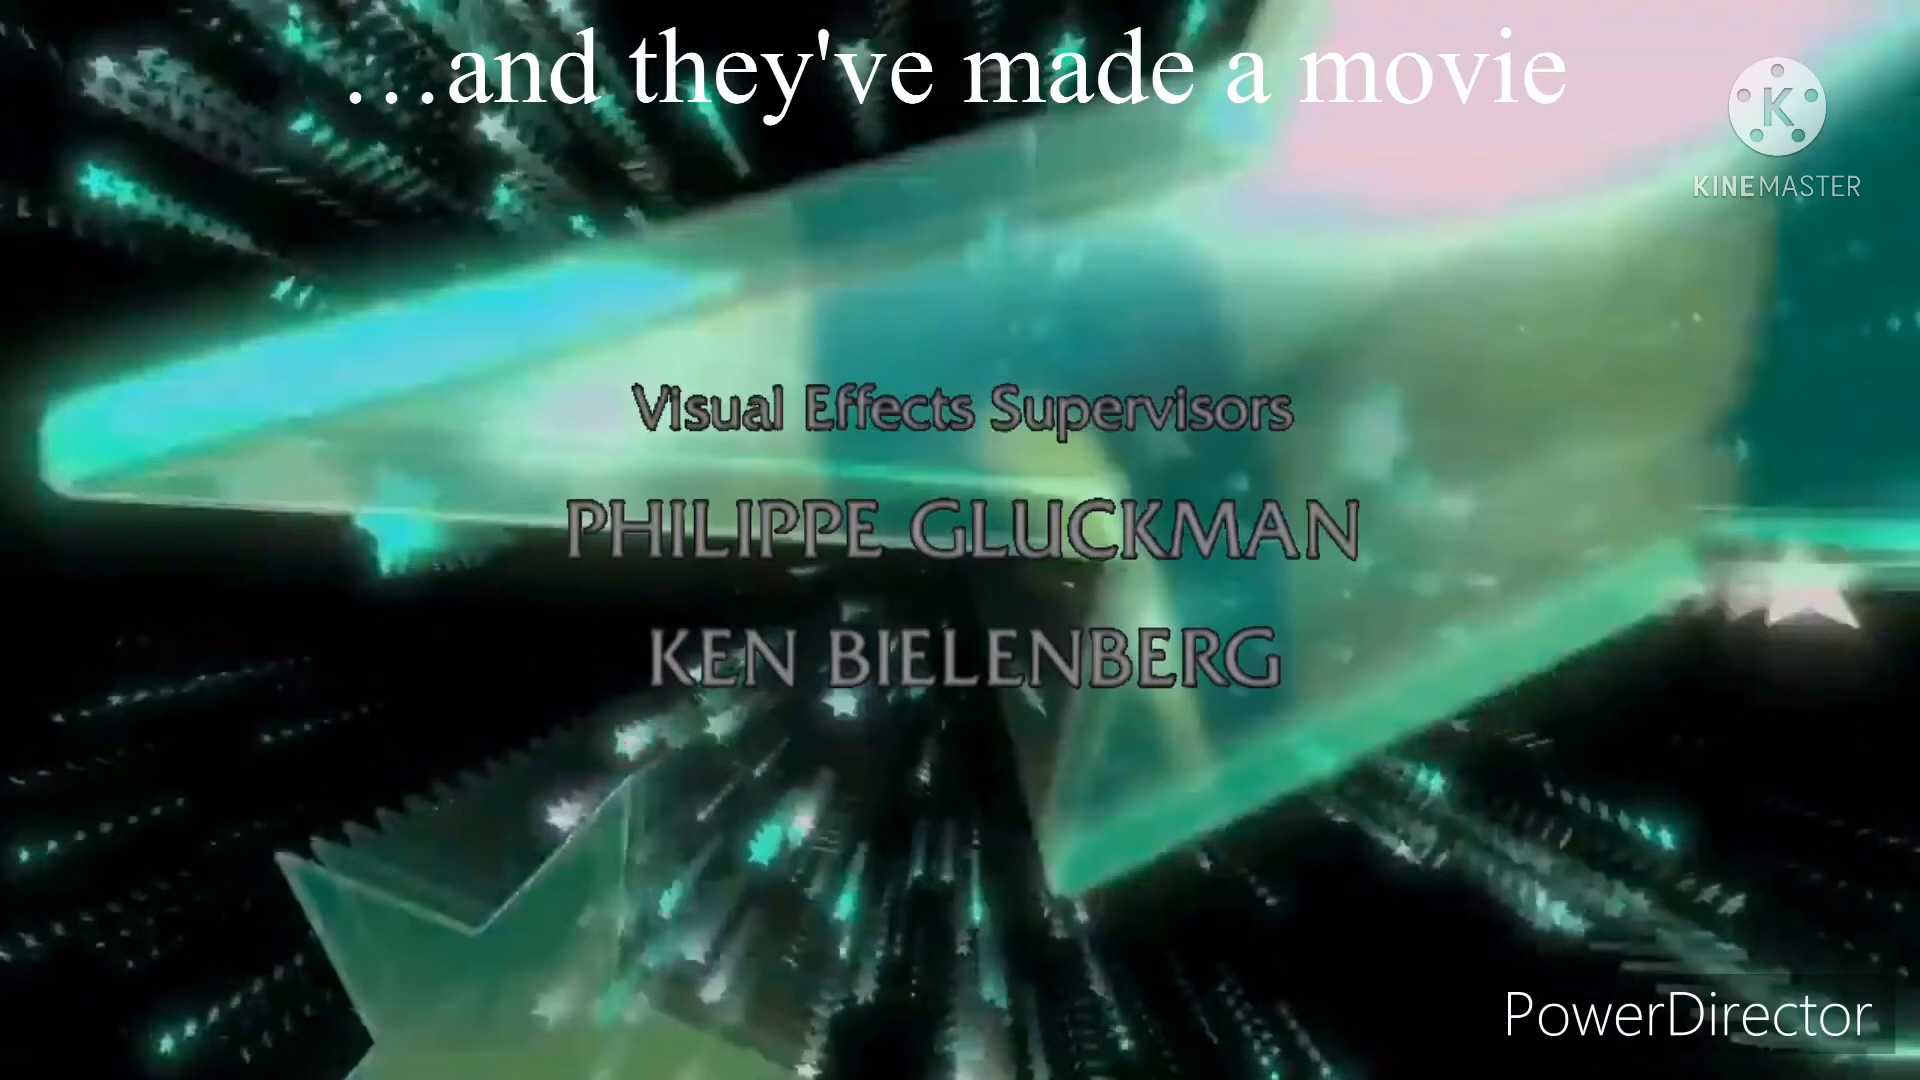 …and they've made a movie
K
KINEMASTER
Visual Effects Supervisors
PHILIPPE GLUCKMAN
KEN BIELENBERG
PowerDirector